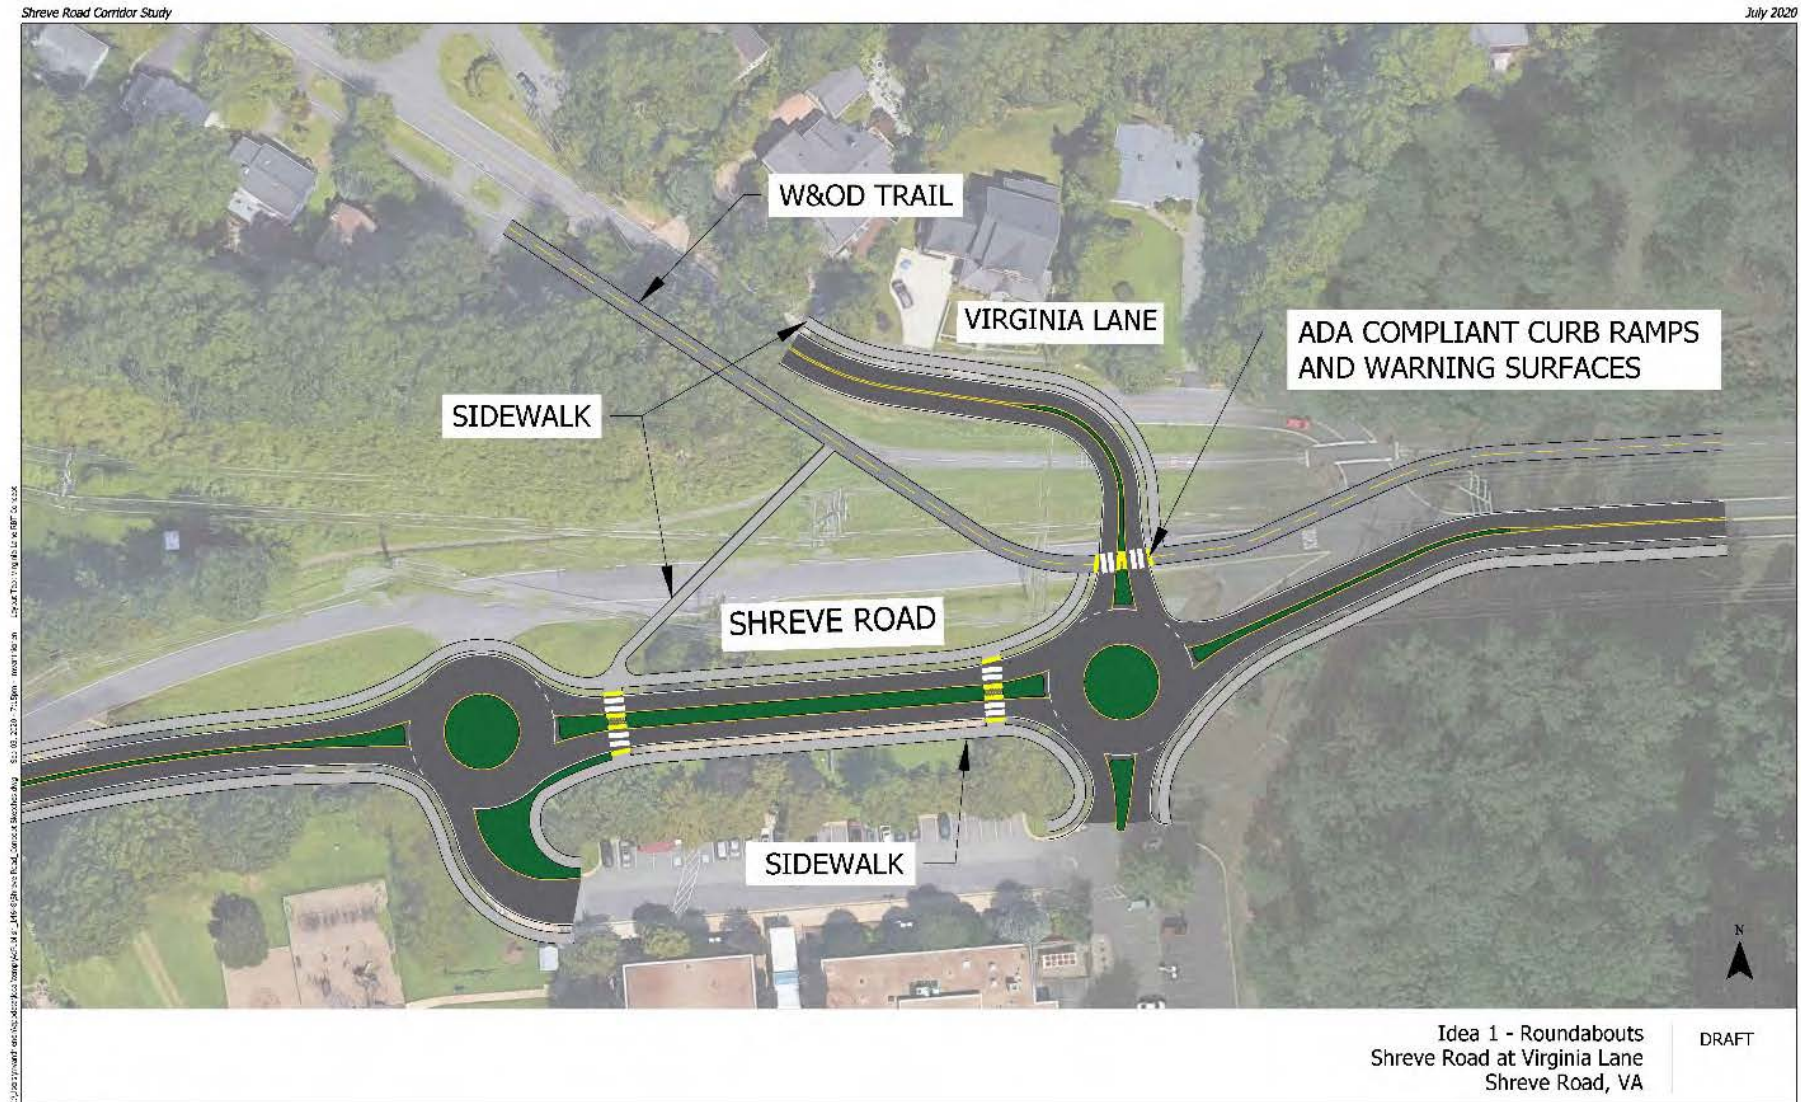 Shreve Road Corridor Study
July 2020
W&OD TRAIL
VIRGINIA LANE
ADA COMPLIANT CURB RAMPS
AND WARNING SURFACES
SIDEWALK
SHREVE ROAD
SIDEWALK
N
Idea 1 - Roundabouts
Shreve Road at Virginia Lane
Shreve Road, VA
DRAFT